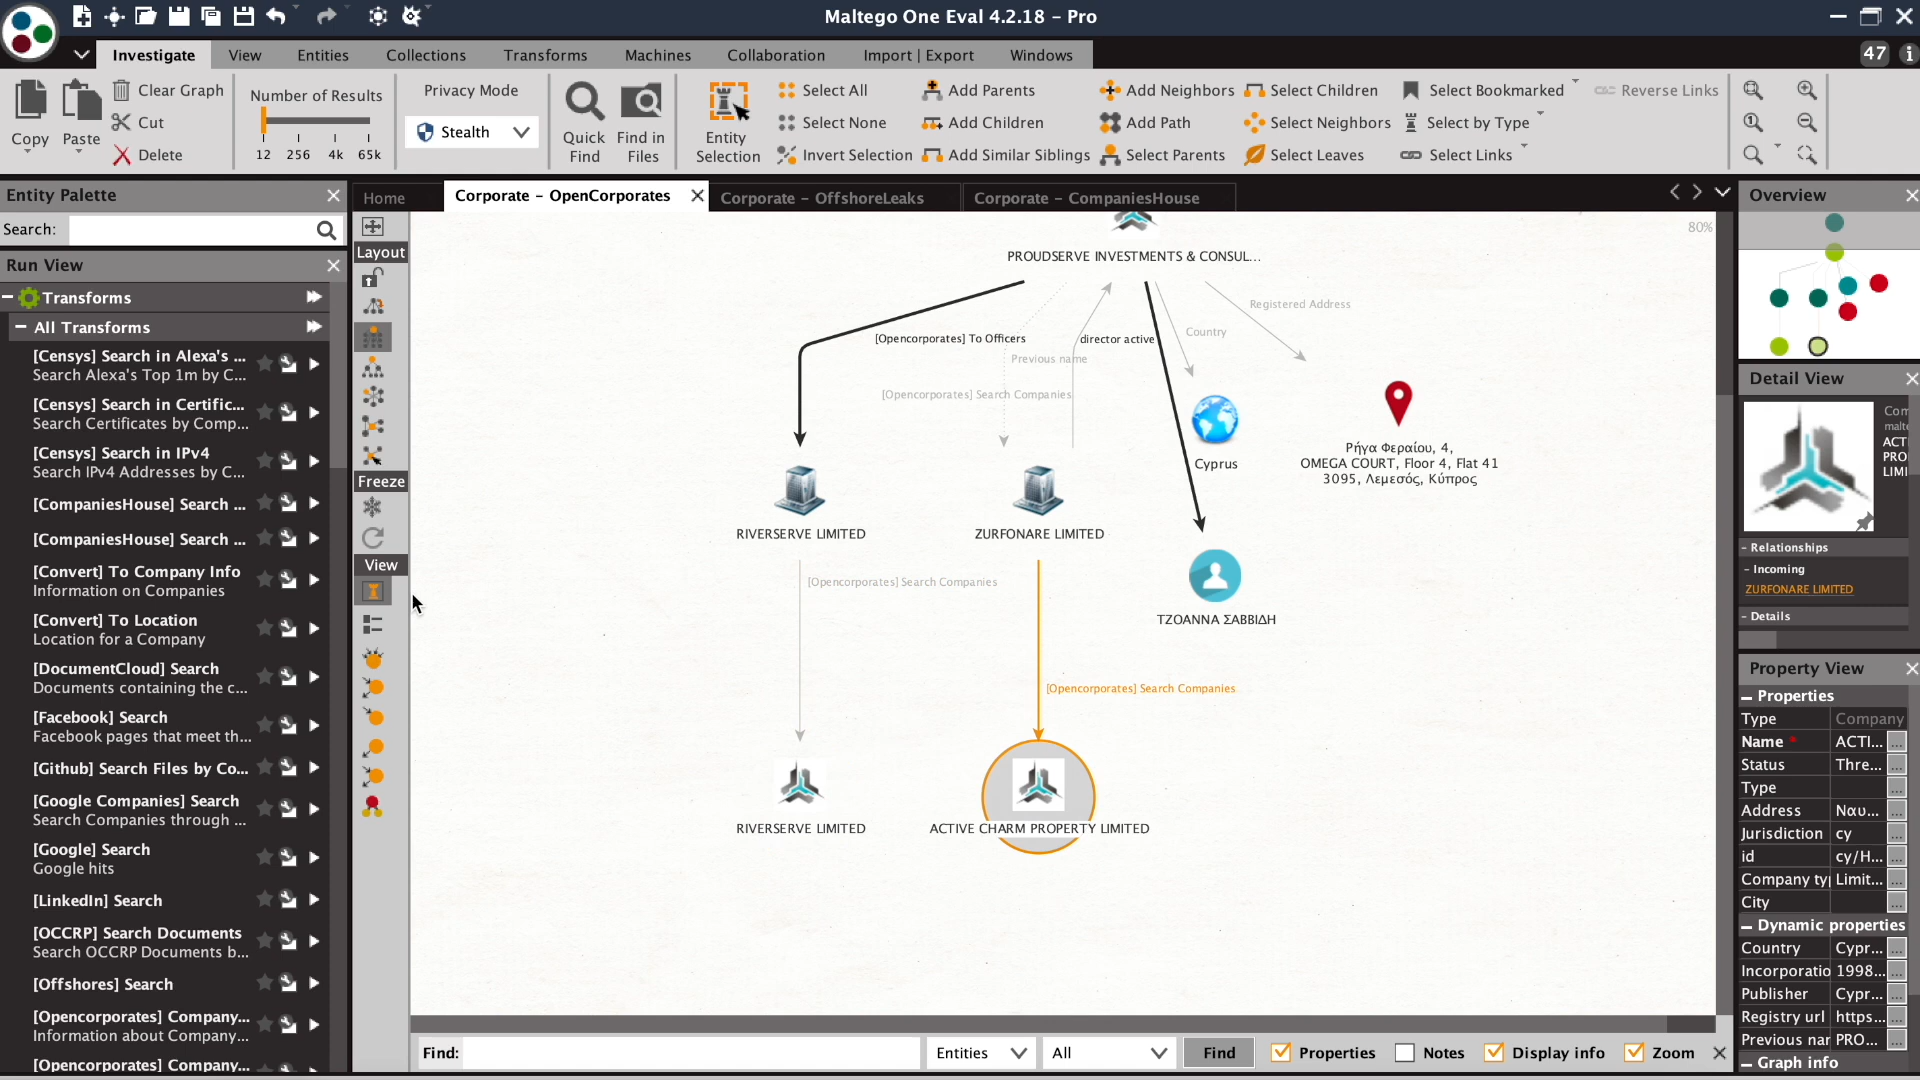 Maltego One Eval 4.2.18 – Pro
Investigate
View
Entities
Collections
Transforms
Machines
Collaboration
Import | Export
Windows
47
Copy
Paste
Clear Graph
Cut
Delete
Number of Results
12 256 4k 65k
Privacy Mode
Stealth
Quick Find
Find in Files
Entity Selection
Select All
Select None
Invert Selection
Add Parents
Add Children
Add Similar Siblings
Add Neighbors
Add Path
Select Parents
Select Children
Select Neighbors
Select Leaves
Select Bookmarked
Select by Type
Select Links
Reverse Links
Entity Palette
Search:
Run View
Transforms
All Transforms
[Censys] Search in Alexa's ...
Search Alexa's Top 1m by C...
[Censys] Search in Certific...
Search Certificates by Comp...
[Censys] Search in IPv4
Search IPv4 Addresses by C...
[CompaniesHouse] Search ...
[CompaniesHouse] Search ...
[Convert] To Company Info
Information on Companies
[Convert] To Location
Location for a Company
[DocumentCloud] Search
Documents containing the c...
[Facebook] Search
Facebook pages that meet th...
[Github] Search Files by Co...
[Google Companies] Search
Search Companies through ...
[Google] Search
Google hits
[LinkedIn] Search
[OCCRP] Search Documents
Search OCCRP Documents b...
[Offshores] Search
[Opencorporates] Company...
Information about Company...
[Opencorporates] Company...
Home
Corporate – OpenCorporates
Corporate – OffshoreLeaks
Corporate – CompaniesHouse
Layout
Freeze
View
80%
PROUDSERVE INVESTMENTS & CONSUL...
Registered Address
Country
[Opencorporates] To Officers
director active
Previous name
[Opencorporates] Search Companies
Cyprus
Ρήγα Φεραίου, 4,
OMEGA COURT, Floor 4, Flat 41
3095, Λεμεσός, Κύπρος
RIVERSERVE LIMITED
ZURFONARE LIMITED
[Opencorporates] Search Companies
ΤΖΟΑΝΝΑ ΣΑΒΒΙΔΗ
[Opencorporates] Search Companies
RIVERSERVE LIMITED
ACTIVE CHARM PROPERTY LIMITED
Find:
Entities
All
Find
Properties
Notes
Display info
Zoom
Overview
Detail View
Com
malte
ACT
PRO
LIMI
- Relationships
- Incoming
ZURFONARE LIMITED
- Details
Property View
Properties
Type Company
Name * ACTI... ...
Status Thre... ...
Type ...
Address Ναυ... ...
Jurisdiction cy ...
id cy/H... ...
Company typ Limit... ...
City ...
Dynamic properties
Country Cypr... ...
Incorporatio 1998... ...
Publisher Cypr... ...
Registry url https... ...
Previous nar PRO... ...
Graph info